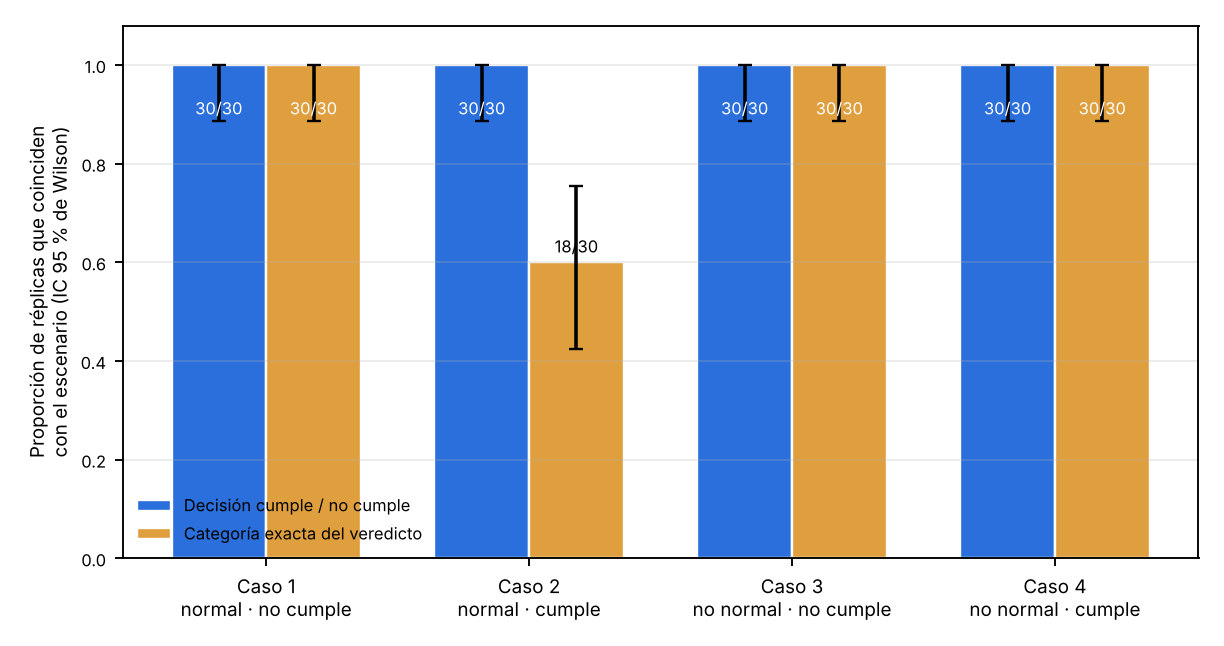 Proporción de réplicas que coinciden
con el escenario (IC 95 % de Wilson)
1.0
0.8
0.6
0.4
0.2
0.0
30/30
30/30
30/30
18/30
30/30
30/30
30/30
30/30
Decisión cumple / no cumple
Categoría exacta del veredicto
Caso 1
normal · no cumple
Caso 2
normal · cumple
Caso 3
no normal · no cumple
Caso 4
no normal · cumple